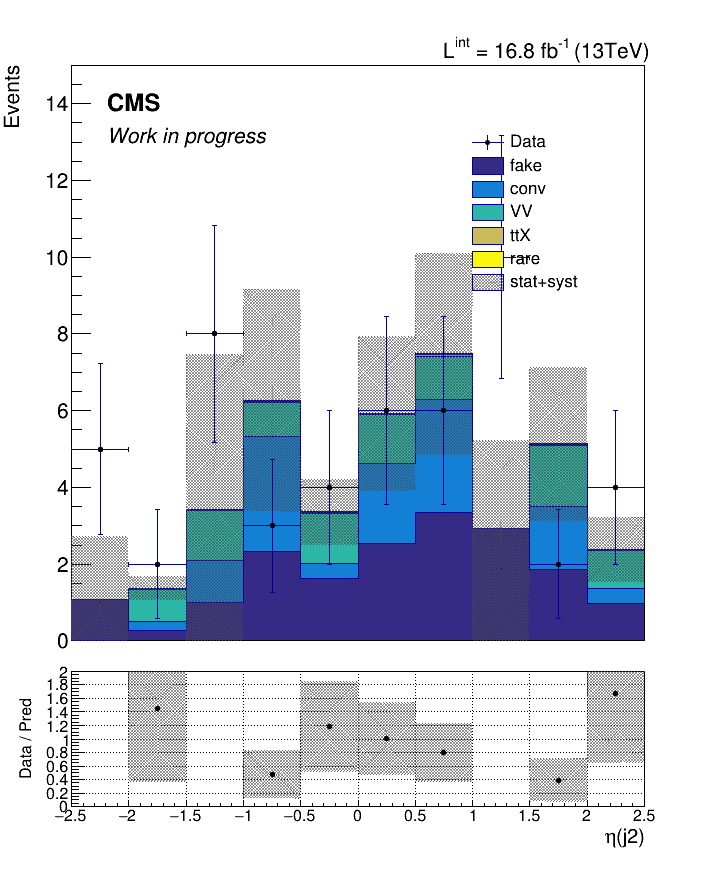 L^int = 16.8 fb^-1 (13TeV)
Events
CMS
Work in progress
Data
fake
conv
VV
ttX
rare
stat+syst
14
12
10
8
6
4
2
0
Data / Pred
2
1.8
1.6
1.4
1.2
1
0.8
0.6
0.4
0.2
0
−2.5 −2 −1.5 −1 −0.5 0 0.5 1 1.5 2 2.5
η(j2)